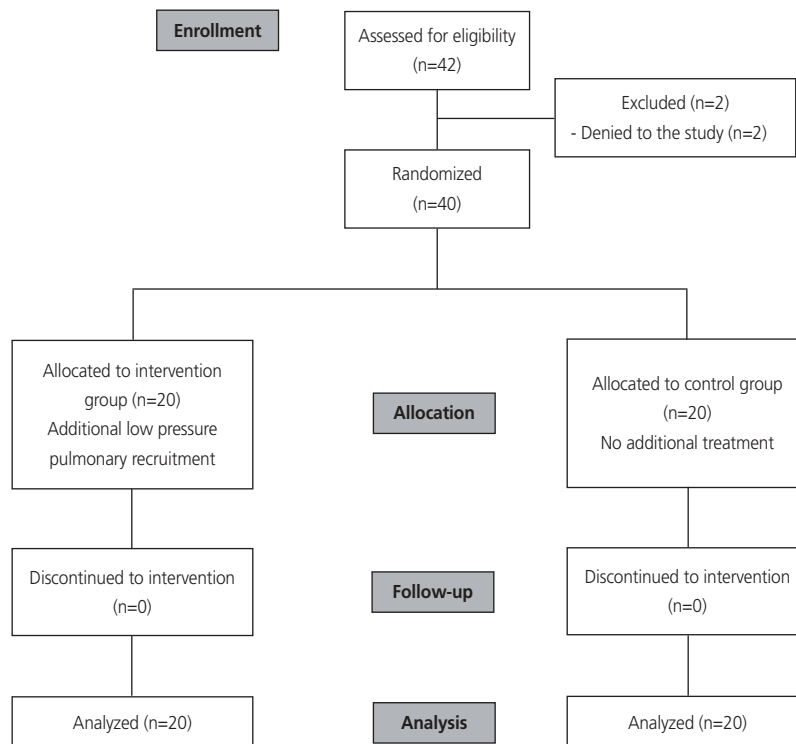 Enrollment
Assessed for eligibility
(n=42)
Excluded (n=2)
- Denied to the study (n=2)
Randomized
(n=40)
Allocated to intervention
group (n=20)
Additional low pressure
pulmonary recruitment
Allocation
Allocated to control group
(n=20)
No additional treatment
Discontinued to intervention
(n=0)
Follow-up
Discontinued to intervention
(n=0)
Analyzed (n=20)
Analysis
Analyzed (n=20)